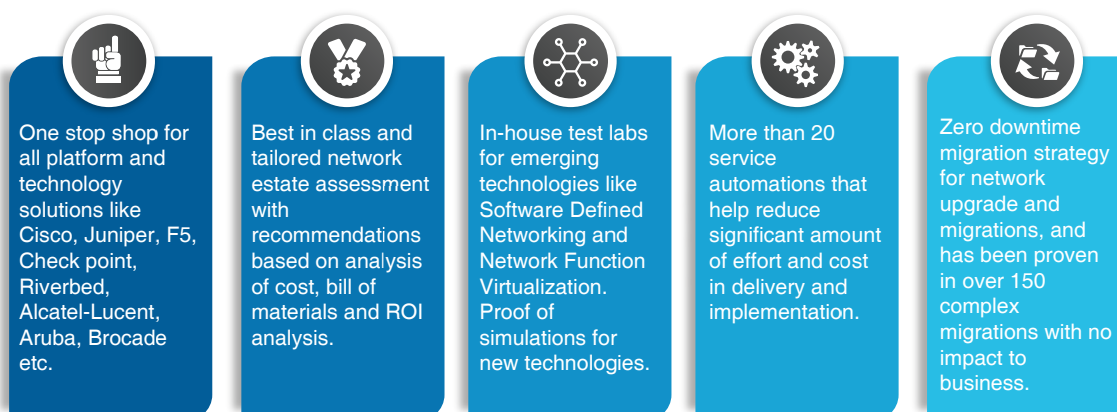 One stop shop for
all platform and
technology
solutions like
Cisco, Juniper, F5,
Check point,
Riverbed,
Alcatel-Lucent,
Aruba, Brocade
etc.
Best in class and
tailored network
estate assessment
with
recommendations
based on analysis
of cost, bill of
materials and ROI
analysis.
In-house test labs
for emerging
technologies like
Software Defined
Networking and
Network Function
Virtualization.
Proof of
simulations for
new technologies.
More than 20
service
automations that
help reduce
significant amount
of effort and cost
in delivery and
implementation.
Zero downtime
migration strategy
for network
upgrade and
migrations, and
has been proven
in over 150
complex
migrations with no
impact to
business.